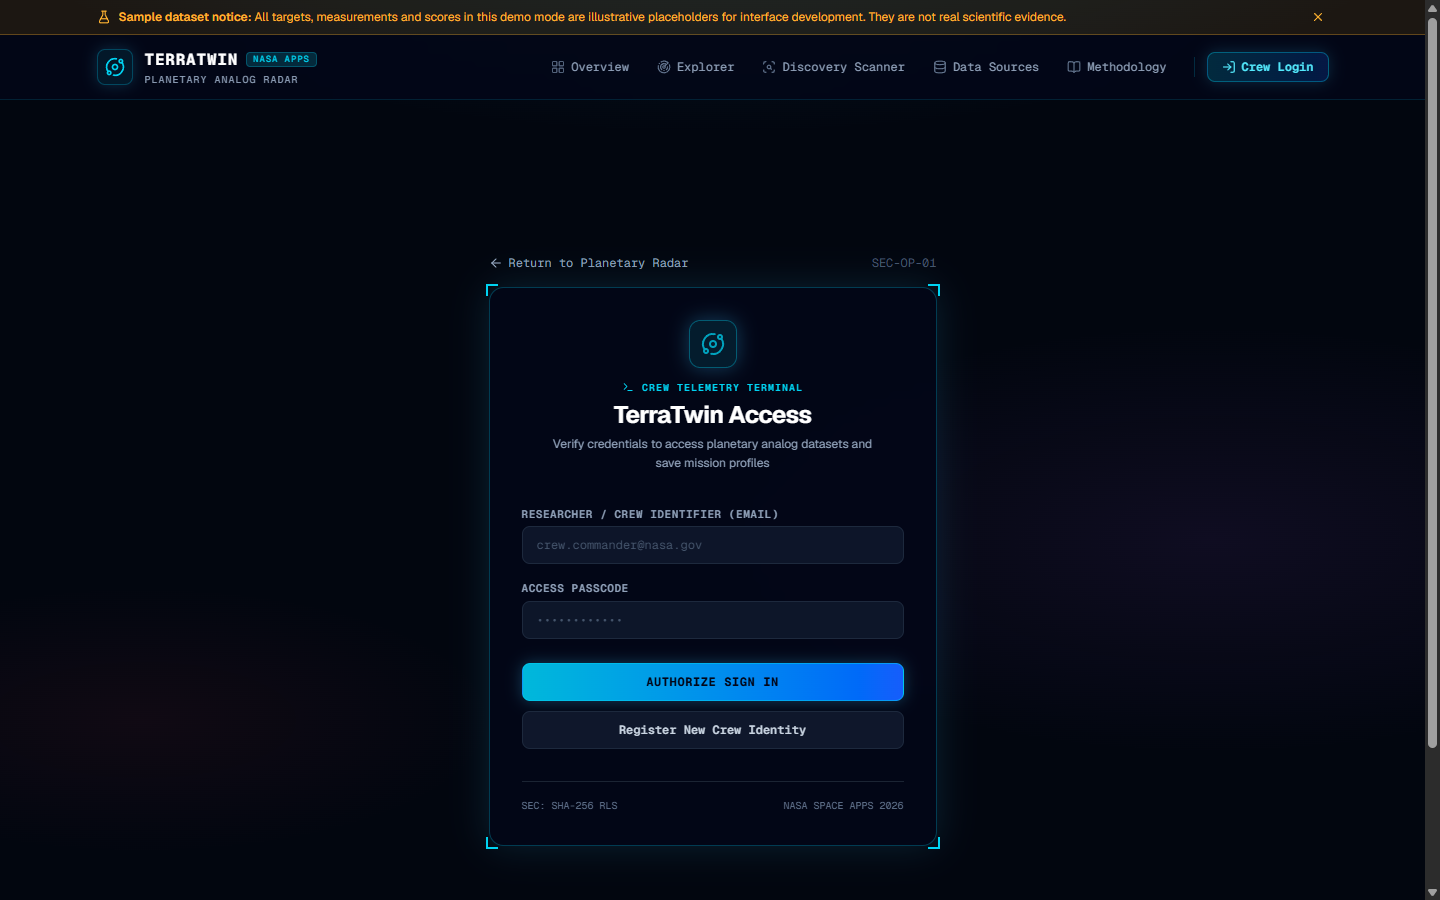 Sample dataset notice: All targets, measurements and scores in this demo mode are illustrative placeholders for interface development. They are not real scientific evidence.
TERRATWIN NASA APPS
PLANETARY ANALOG RADAR
Overview Explorer Discovery Scanner Data Sources Methodology Crew Login
Return to Planetary Radar SEC-OP-01
CREW TELEMETRY TERMINAL
TerraTwin Access
Verify credentials to access planetary analog datasets and
save mission profiles
RESEARCHER / CREW IDENTIFIER (EMAIL)
crew.commander@nasa.gov
ACCESS PASSCODE
••••••••••••
AUTHORIZE SIGN IN
Register New Crew Identity
SEC: SHA-256 RLS NASA SPACE APPS 2026